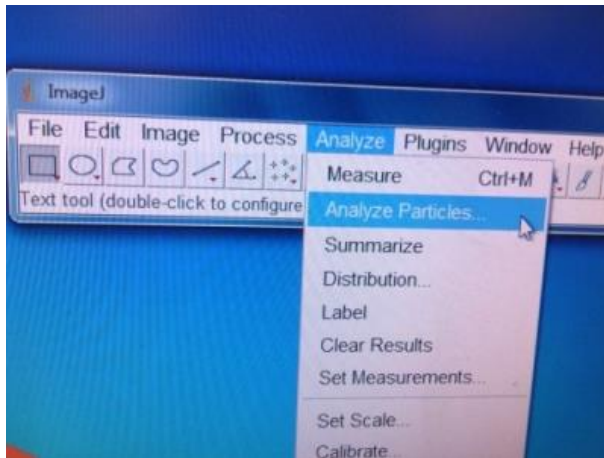 ImageJ
File Edit Image Process Analyze Plugins Window Help
Text tool (double-click to configure
Measure Ctrl+M
Analyze Particles...
Summarize
Distribution...
Label
Clear Results
Set Measurements...
Set Scale...
Calibrate...